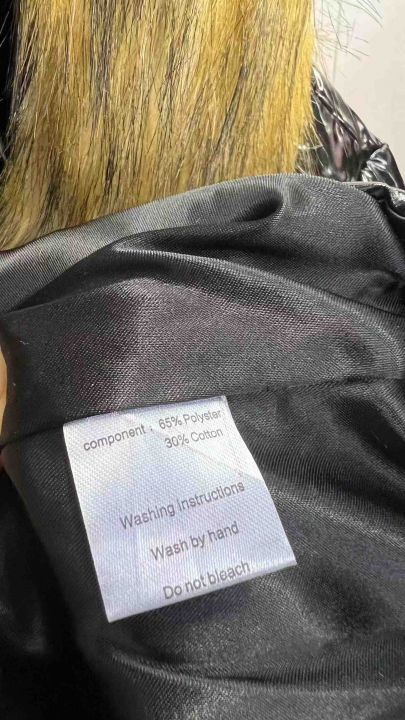 component : 65% Polyster
30% Cotton
Washing Instructions
Wash by hand
Do not bleach